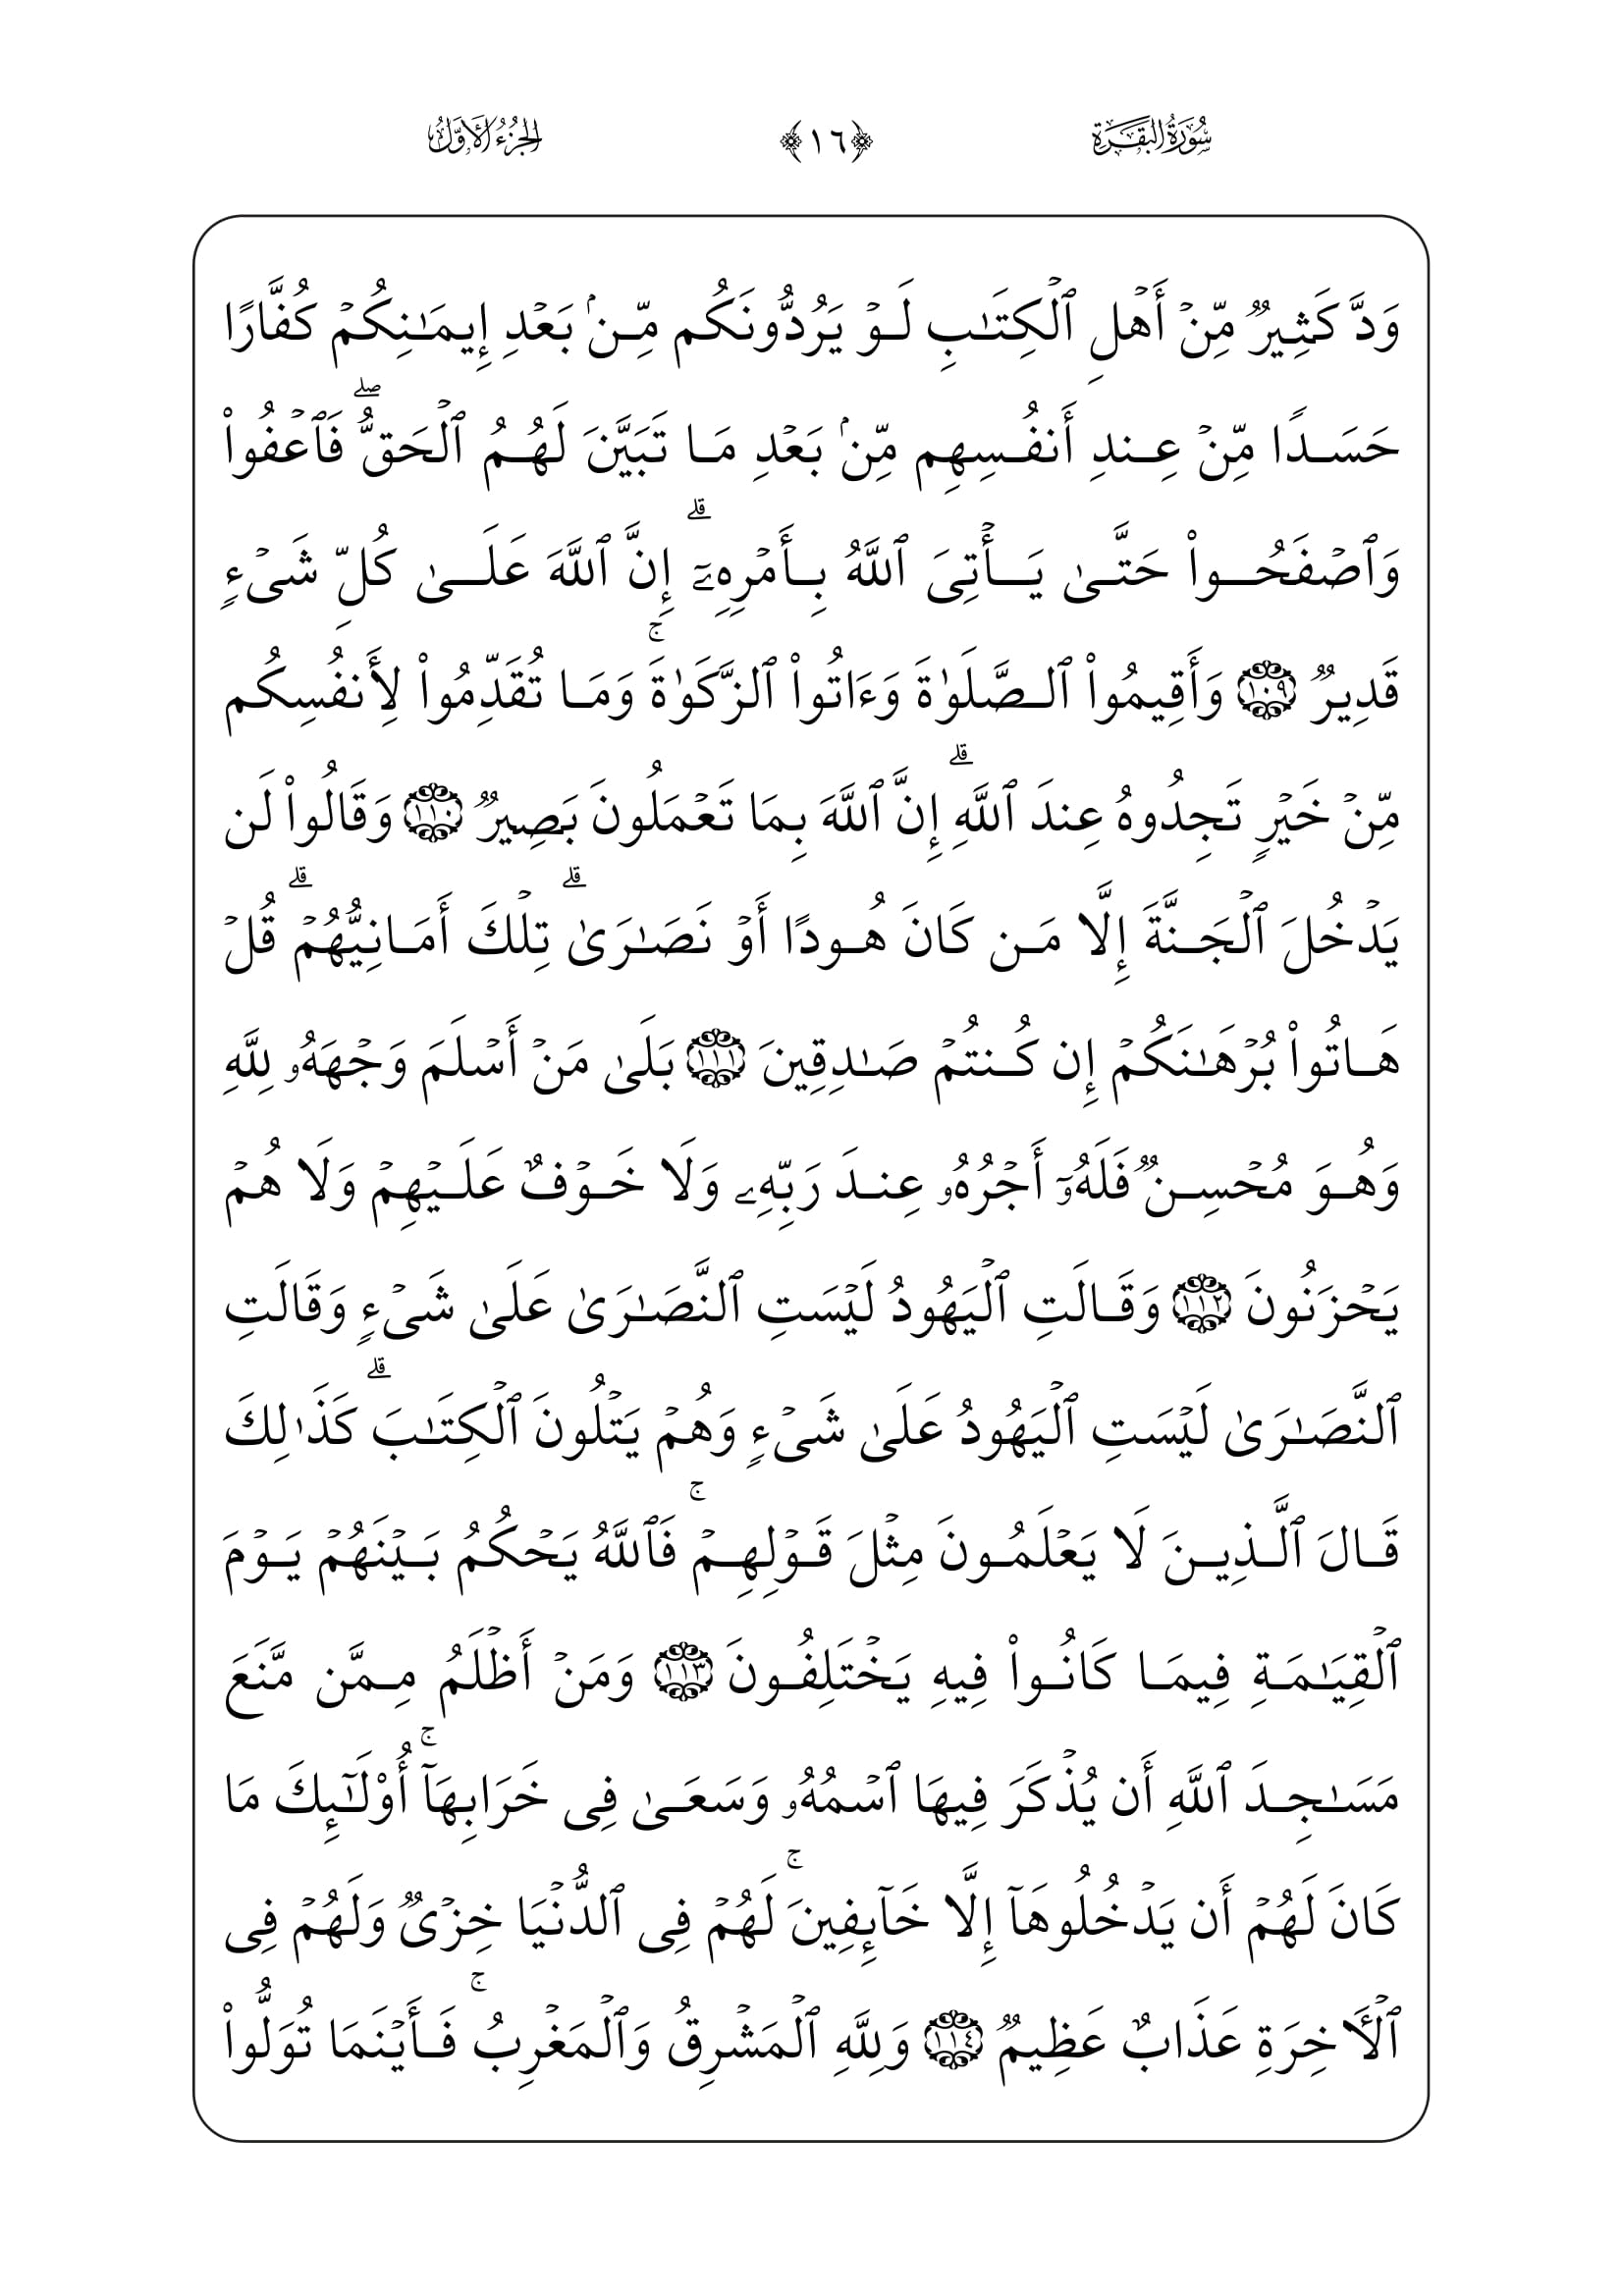 سُورَةُ البَقَرَةِ ﴿١٦﴾ الجُزْءُ الأَوَّلُ
وَدَّ كَثِيرٌ مِّنۡ أَهۡلِ ٱلۡكِتَٰبِ لَوۡ يَرُدُّونَكُم مِّنۢ بَعۡدِ إِيمَٰنِكُمۡ كُفَّارًا
حَسَدًا مِّنۡ عِندِ أَنفُسِهِم مِّنۢ بَعۡدِ مَا تَبَيَّنَ لَهُمُ ٱلۡحَقُّۖ فَٱعۡفُواْ
وَٱصۡفَحُواْ حَتَّىٰ يَأۡتِىَ ٱللَّهُ بِأَمۡرِهِۦٓۗ إِنَّ ٱللَّهَ عَلَىٰ كُلِّ شَىۡءٍ
قَدِيرٌ ١٠٩ وَأَقِيمُواْ ٱلصَّلَوٰةَ وَءَاتُواْ ٱلزَّكَوٰةَۚ وَمَا تُقَدِّمُواْ لِأَنفُسِكُم
مِّنۡ خَيۡرٍ تَجِدُوهُ عِندَ ٱللَّهِۗ إِنَّ ٱللَّهَ بِمَا تَعۡمَلُونَ بَصِيرٌ ١١٠ وَقَالُواْ لَن
يَدۡخُلَ ٱلۡجَنَّةَ إِلَّا مَن كَانَ هُودًا أَوۡ نَصَٰرَىٰۗ تِلۡكَ أَمَانِيُّهُمۡۗ قُلۡ
هَاتُواْ بُرۡهَٰنَكُمۡ إِن كُنتُمۡ صَٰدِقِينَ ١١١ بَلَىٰ مَنۡ أَسۡلَمَ وَجۡهَهُۥ لِلَّهِ
وَهُوَ مُحۡسِنٌ فَلَهُۥٓ أَجۡرُهُۥ عِندَ رَبِّهِۦ وَلَا خَوۡفٌ عَلَيۡهِمۡ وَلَا هُمۡ
يَحۡزَنُونَ ١١٢ وَقَالَتِ ٱلۡيَهُودُ لَيۡسَتِ ٱلنَّصَٰرَىٰ عَلَىٰ شَىۡءٍ وَقَالَتِ
ٱلنَّصَٰرَىٰ لَيۡسَتِ ٱلۡيَهُودُ عَلَىٰ شَىۡءٍ وَهُمۡ يَتۡلُونَ ٱلۡكِتَٰبَۗ كَذَٰلِكَ
قَالَ ٱلَّذِينَ لَا يَعۡلَمُونَ مِثۡلَ قَوۡلِهِمۡۚ فَٱللَّهُ يَحۡكُمُ بَيۡنَهُمۡ يَوۡمَ
ٱلۡقِيَٰمَةِ فِيمَا كَانُواْ فِيهِ يَخۡتَلِفُونَ ١١٣ وَمَنۡ أَظۡلَمُ مِمَّن مَّنَعَ
مَسَٰجِدَ ٱللَّهِ أَن يُذۡكَرَ فِيهَا ٱسۡمُهُۥ وَسَعَىٰ فِى خَرَابِهَآۚ أُوْلَٰٓئِكَ مَا
كَانَ لَهُمۡ أَن يَدۡخُلُوهَآ إِلَّا خَآئِفِينَۚ لَهُمۡ فِى ٱلدُّنۡيَا خِزۡىٌ وَلَهُمۡ فِى
ٱلۡأَخِرَةِ عَذَابٌ عَظِيمٌ ١١٤ وَلِلَّهِ ٱلۡمَشۡرِقُ وَٱلۡمَغۡرِبُۚ فَأَيۡنَمَا تُوَلُّواْ